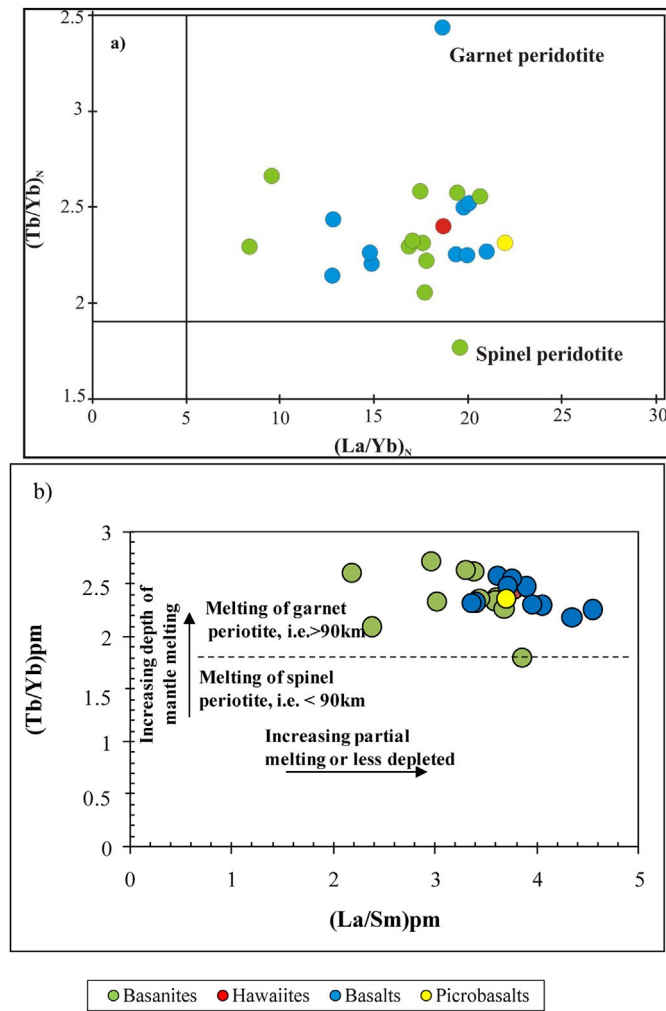 2.5
a)
Garnet peridotite
3
2.5
(Tb/Yb)N
2
Spinel peridotite
1.5
0 5 10 15 20 25 30
(La/Yb)N
b)
3
2.5
2
1.5
1
0.5
0
(Tb/Yb)pm
Increasing depth of
mantle melting
Melting of garnet
periotite, i.e.>90km
Melting of spinel
periotite, i.e. < 90km
Increasing partial
melting or less depleted
0 1 2 3 4 5
(La/Sm)pm
Basanites Hawaiites Basalts Picrobasalts